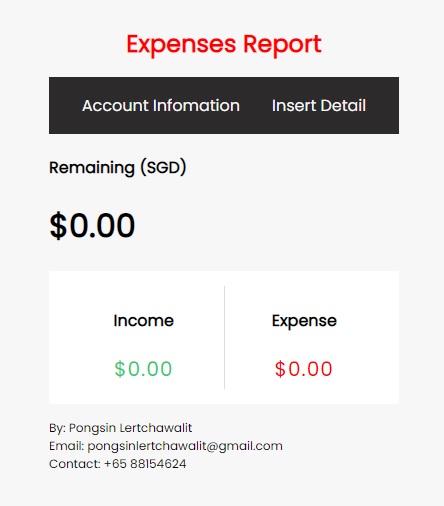 Expenses Report
Account Infomation Insert Detail
Remaining (SGD)
$0.00
Income Expense
$0.00 $0.00
By: Pongsin Lertchawalit
Email: pongsinlertchawalit@gmail.com
Contact: +65 88154624